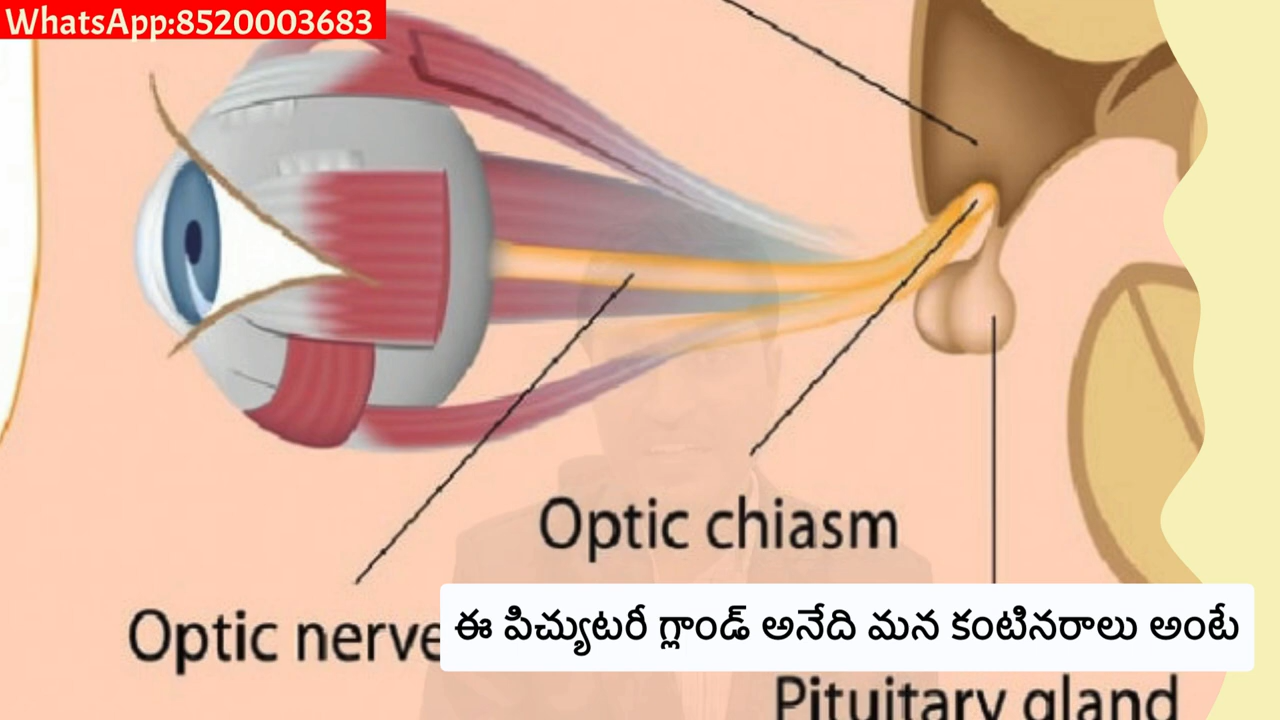 WhatsApp:8520003683
Optic chiasm
Optic nerve
ఈ పిచ్యుటరీ గ్లాండ్ అనేది మన కంటినరాలు అంటే
Pituitary gland